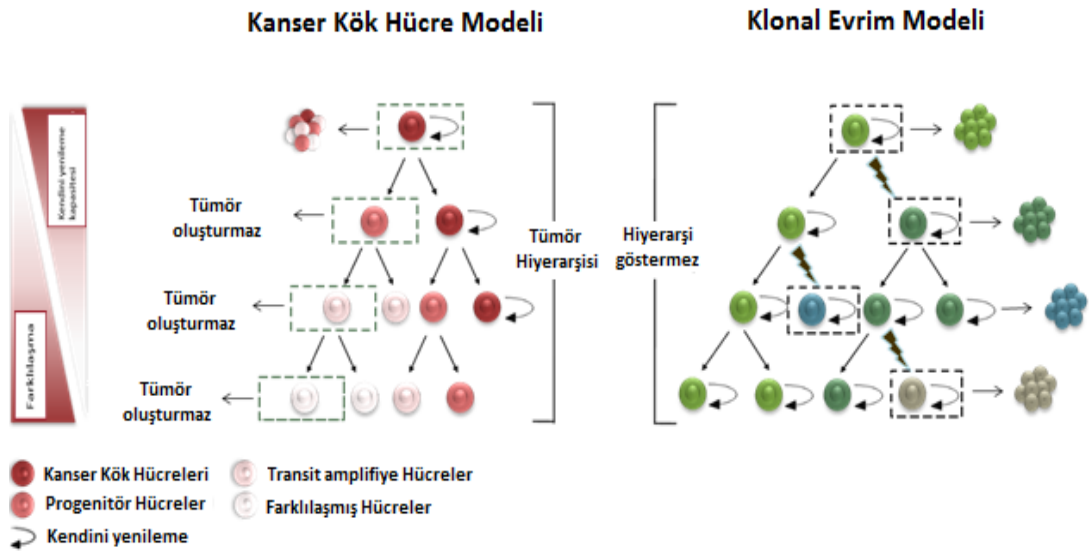 Kanser Kök Hücre Modeli
Klonal Evrim Modeli
Kendini yenileme
kapasitesi
Farklılaşma
Tümör
oluşturmaz
Tümör
oluşturmaz
Tümör
oluşturmaz
Tümör
Hiyerarşisi
Hiyerarşi
göstermez
Kanser Kök Hücreleri
Transit amplifiye Hücreler
Progenitör Hücreler
Farklılaşmış Hücreler
Kendini yenileme